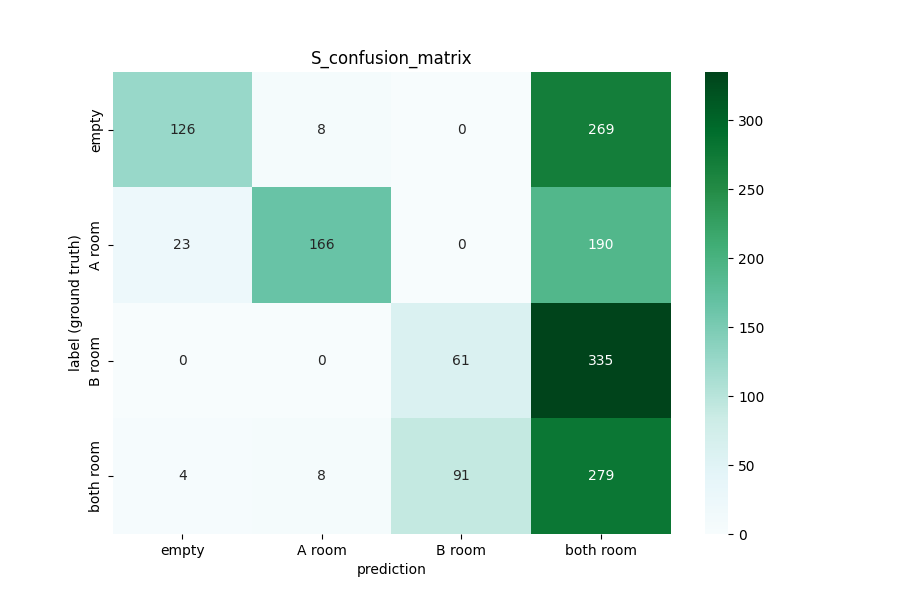 S_confusion_matrix
label (ground truth)
empty 126 8 0 269
A room 23 166 0 190
B room 0 0 61 335
both room 4 8 91 279
empty A room B room both room
prediction
300
250
200
150
100
50
0